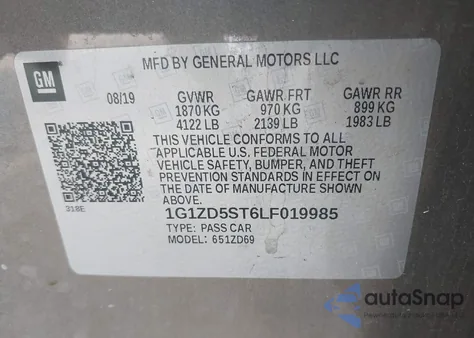 GM
MFD BY GENERAL MOTORS LLC
08/19 GVWR GAWR FRT GAWR RR
1870 KG 970 KG 899 KG
4122 LB 2139 LB 1983 LB
THIS VEHICLE CONFORMS TO ALL
APPLICABLE U.S. FEDERAL MOTOR
VEHICLE SAFETY, BUMPER, AND THEFT
PREVENTION STANDARDS IN EFFECT ON
THE DATE OF MANUFACTURE SHOWN
ABOVE.
318E
1G1ZD5ST6LF019985
TYPE: PASS CAR
MODEL: 651ZD69
autoSnap